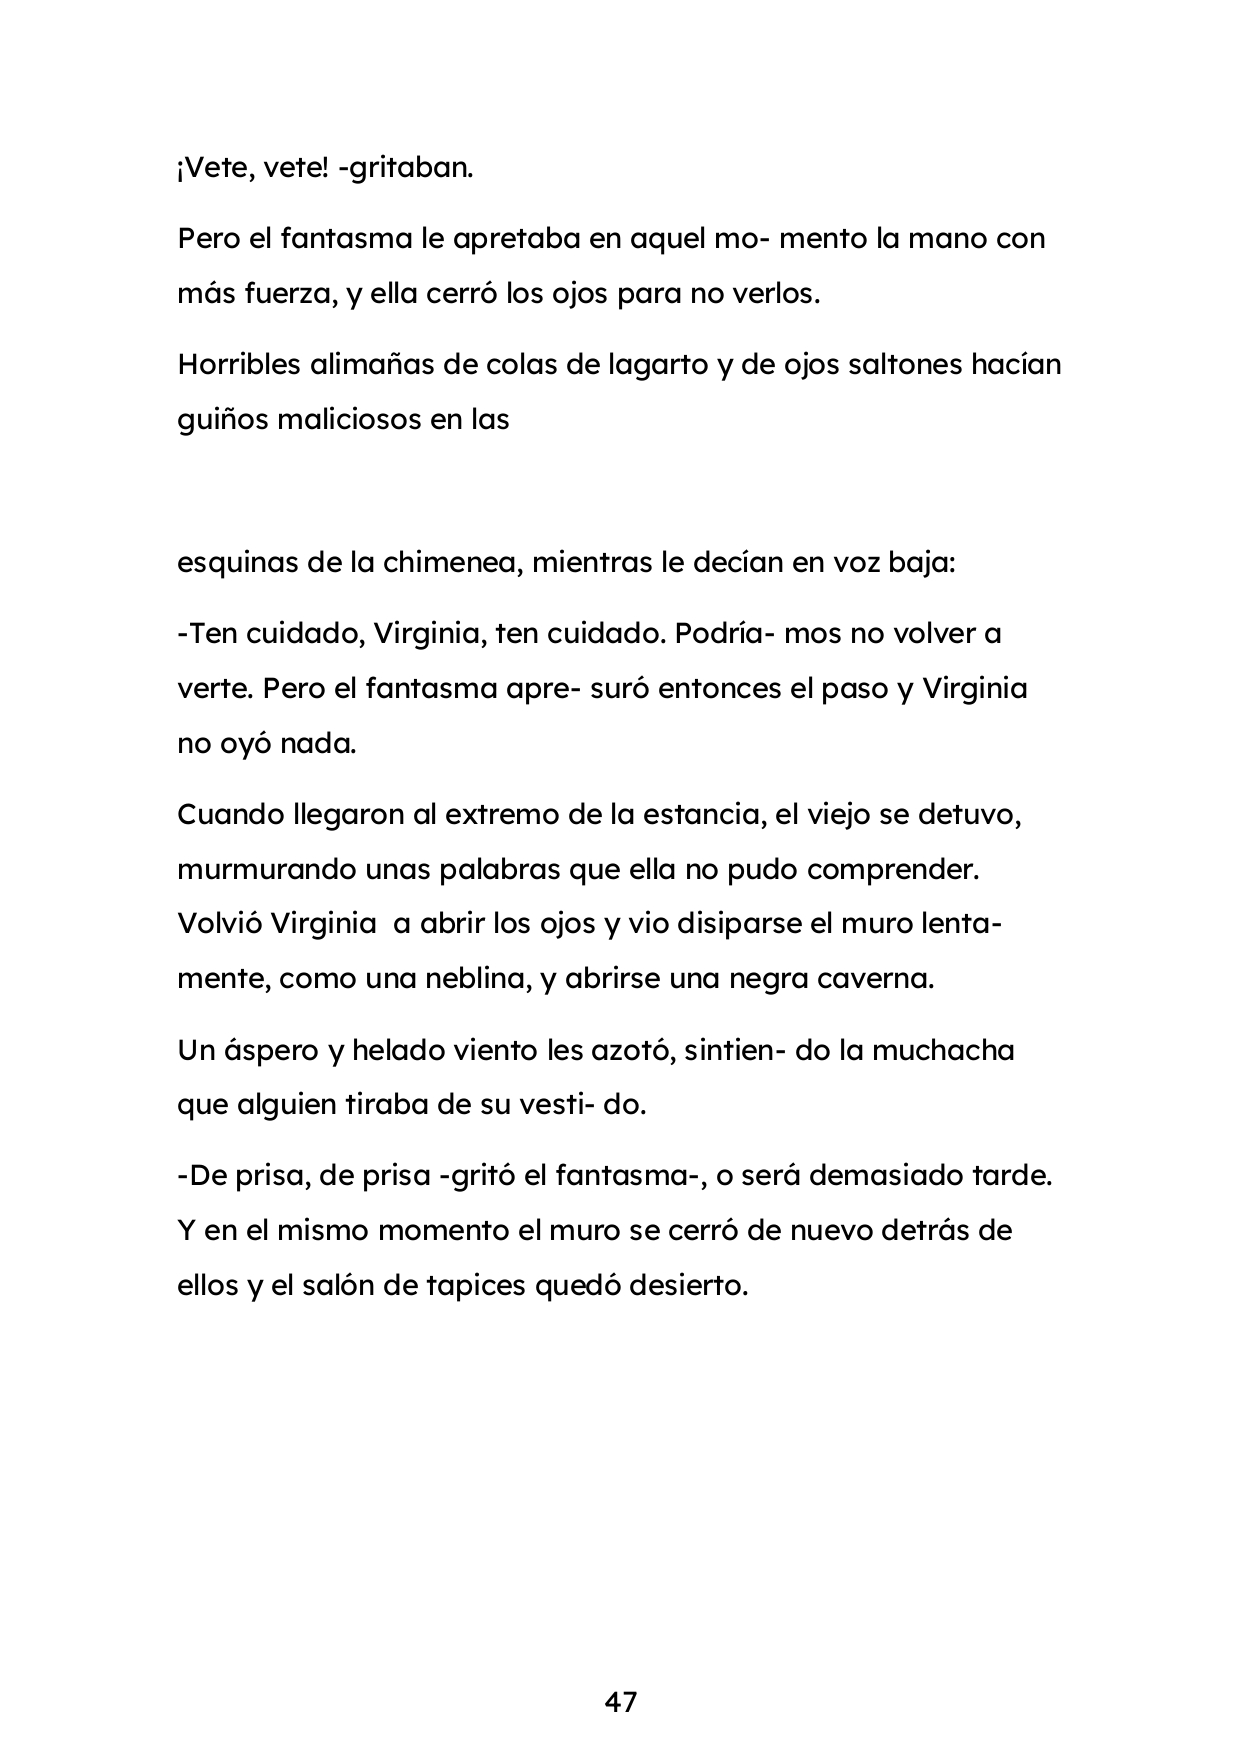 ¡Vete, vete! -gritaban.
Pero el fantasma le apretaba en aquel mo- mento la mano con
más fuerza, y ella cerró los ojos para no verlos.
Horribles alimañas de colas de lagarto y de ojos saltones hacían
guiños maliciosos en las
esquinas de la chimenea, mientras le decían en voz baja:
-Ten cuidado, Virginia, ten cuidado. Podría- mos no volver a
verte. Pero el fantasma apre- suró entonces el paso y Virginia
no oyó nada.
Cuando llegaron al extremo de la estancia, el viejo se detuvo,
murmurando unas palabras que ella no pudo comprender.
Volvió Virginia  a abrir los ojos y vio disiparse el muro lenta-
mente, como una neblina, y abrirse una negra caverna.
Un áspero y helado viento les azotó, sintien- do la muchacha
que alguien tiraba de su vesti- do.
-De prisa, de prisa -gritó el fantasma-, o será demasiado tarde.
Y en el mismo momento el muro se cerró de nuevo detrás de
ellos y el salón de tapices quedó desierto.
47